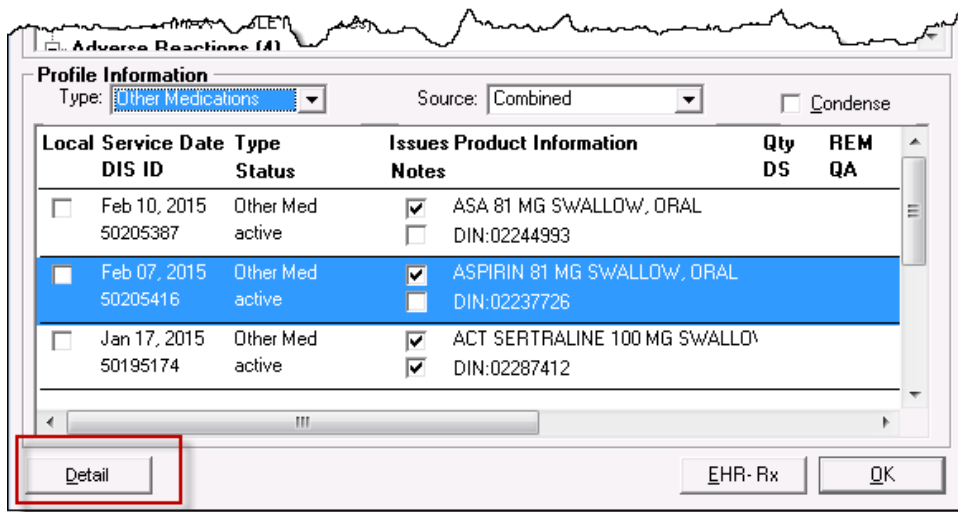 Adverse Reactions (4)
Profile Information
Type: Other Medications Source: Combined Condense
Local Service Date Type Issues Product Information Qty REM
DIS ID Status Notes DS QA
Feb 10, 2015 Other Med ASA 81 MG SWALLOW, ORAL
50205387 active DIN:02244993
Feb 07, 2015 Other Med ASPIRIN 81 MG SWALLOW, ORAL
50205416 active DIN:02237726
Jan 17, 2015 Other Med ACT SERTRALINE 100 MG
50195174 active DIN:02287412
Detail EHR- Rx OK